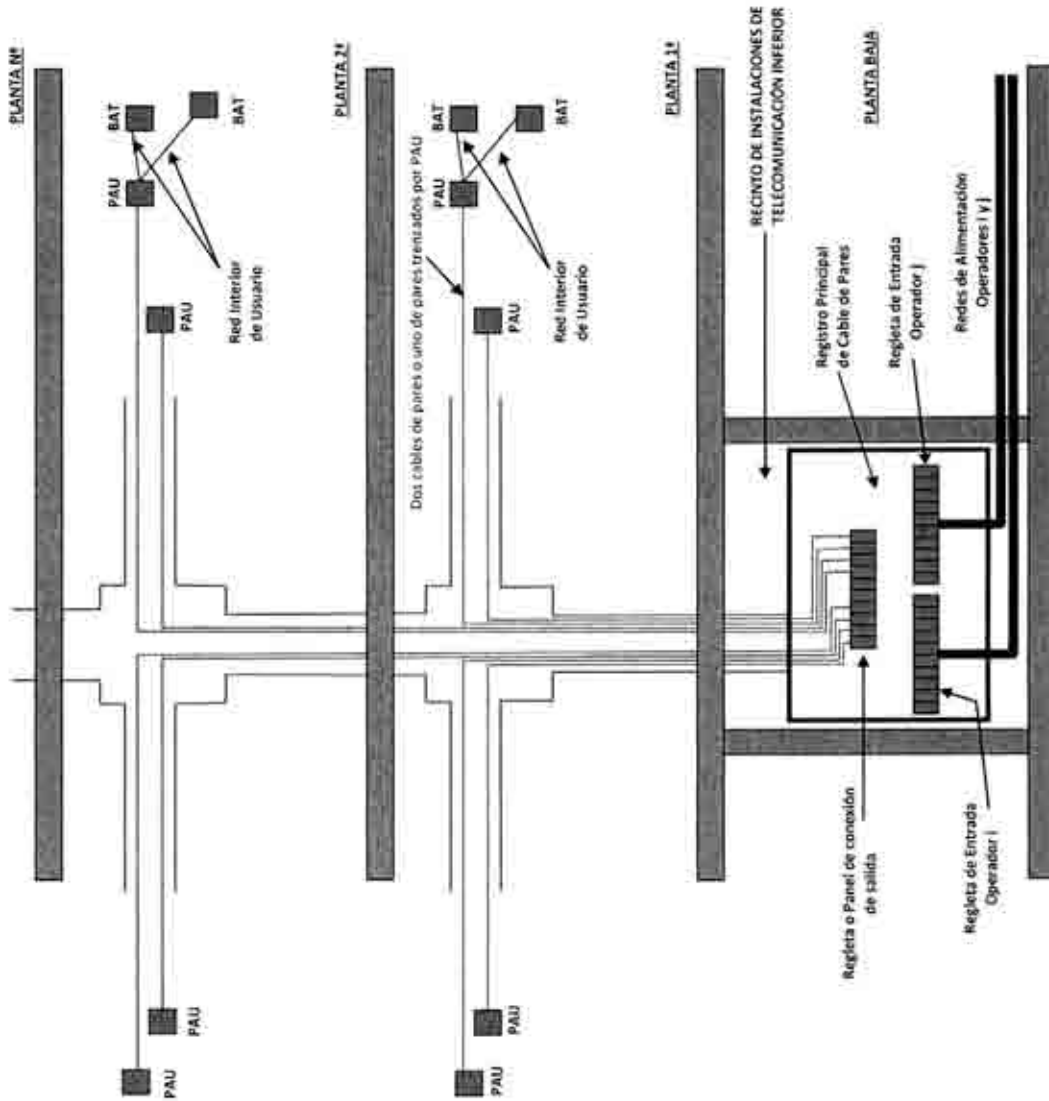 PLANTA Nª
BAT
BAT
PAU
Red Interior
de Usuario
PAU
PAU
PAU
PLANTA 2ª
BAT
BAT
PAU
Dos cables de pares o uno de pares trenzados por PAU
Red Interior
de Usuario
PAU
PAU
PAU
PLANTA 1ª
RECINTO DE INSTALACIONES DE
TELECOMUNICACIÓN INFERIOR
PLANTA BAJA
Registro Principal
de Cable de Pares
Regleta de Entrada
Operador j
Redes de Alimentación
Operadores i y j
Regleta o Panel de conexión
de salida
Regleta de Entrada
Operador i